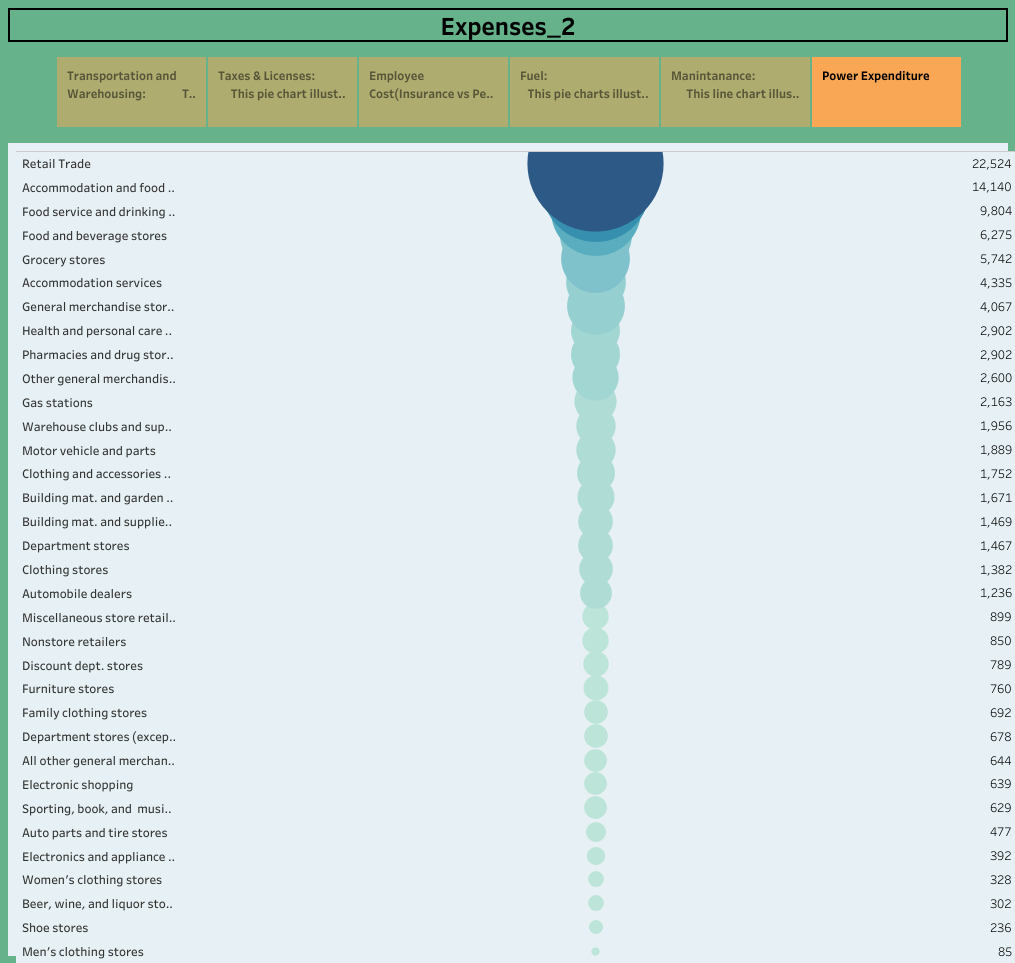 Expenses_2
Transportation and
Warehousing: T..
Taxes & Licenses:
This pie chart illust..
Employee
Cost(Insurance vs Pe..
Fuel:
This pie charts illust..
Manintanance:
This line chart illus..
Power Expenditure
Retail Trade 22,524
Accommodation and food .. 14,140
Food service and drinking .. 9,804
Food and beverage stores 6,275
Grocery stores 5,742
Accommodation services 4,335
General merchandise stor.. 4,067
Health and personal care .. 2,902
Pharmacies and drug stor.. 2,902
Other general merchandis.. 2,600
Gas stations 2,163
Warehouse clubs and sup.. 1,956
Motor vehicle and parts 1,889
Clothing and accessories .. 1,752
Building mat. and garden .. 1,671
Building mat. and supplie.. 1,469
Department stores 1,467
Clothing stores 1,382
Automobile dealers 1,236
Miscellaneous store retail.. 899
Nonstore retailers 850
Discount dept. stores 789
Furniture stores 760
Family clothing stores 692
Department stores (excep.. 678
All other general merchan.. 644
Electronic shopping 639
Sporting, book, and musi.. 629
Auto parts and tire stores 477
Electronics and appliance .. 392
Women's clothing stores 328
Beer, wine, and liquor sto.. 302
Shoe stores 236
Men's clothing stores 85